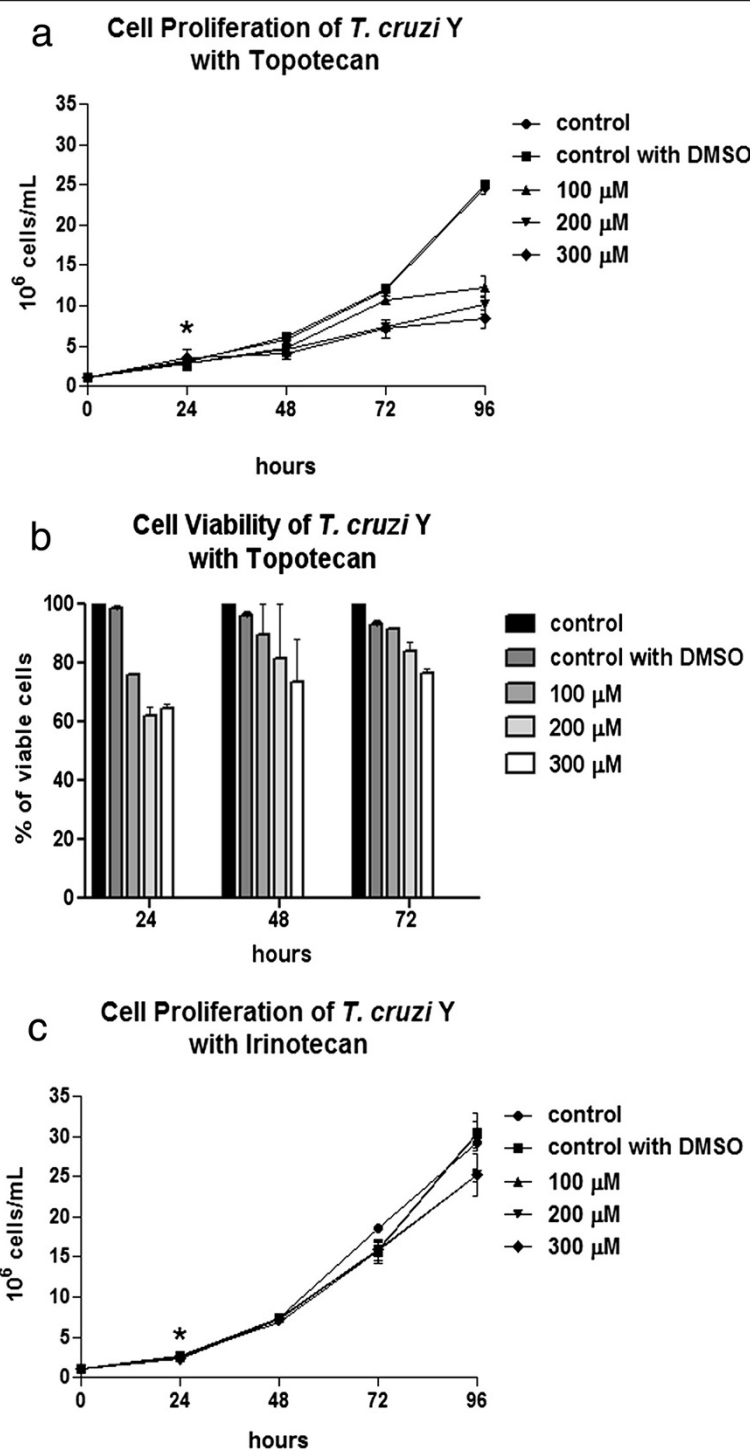 a
Cell Proliferation of T. cruzi Y
with Topotecan
35
30
25
20
15
10
5
0
10⁶ cells/mL
*
0 24 48 72 96
hours
control
control with DMSO
100 µM
200 µM
300 µM
b
Cell Viability of T. cruzi Y
with Topotecan
100
80
60
40
20
0
% of viable cells
24 48 72
hours
control
control with DMSO
100 µM
200 µM
300 µM
c
Cell Proliferation of T. cruzi Y
with Irinotecan
35
30
25
20
15
10
5
0
10⁶ cells/mL
*
0 24 48 72 96
hours
control
control with DMSO
100 µM
200 µM
300 µM